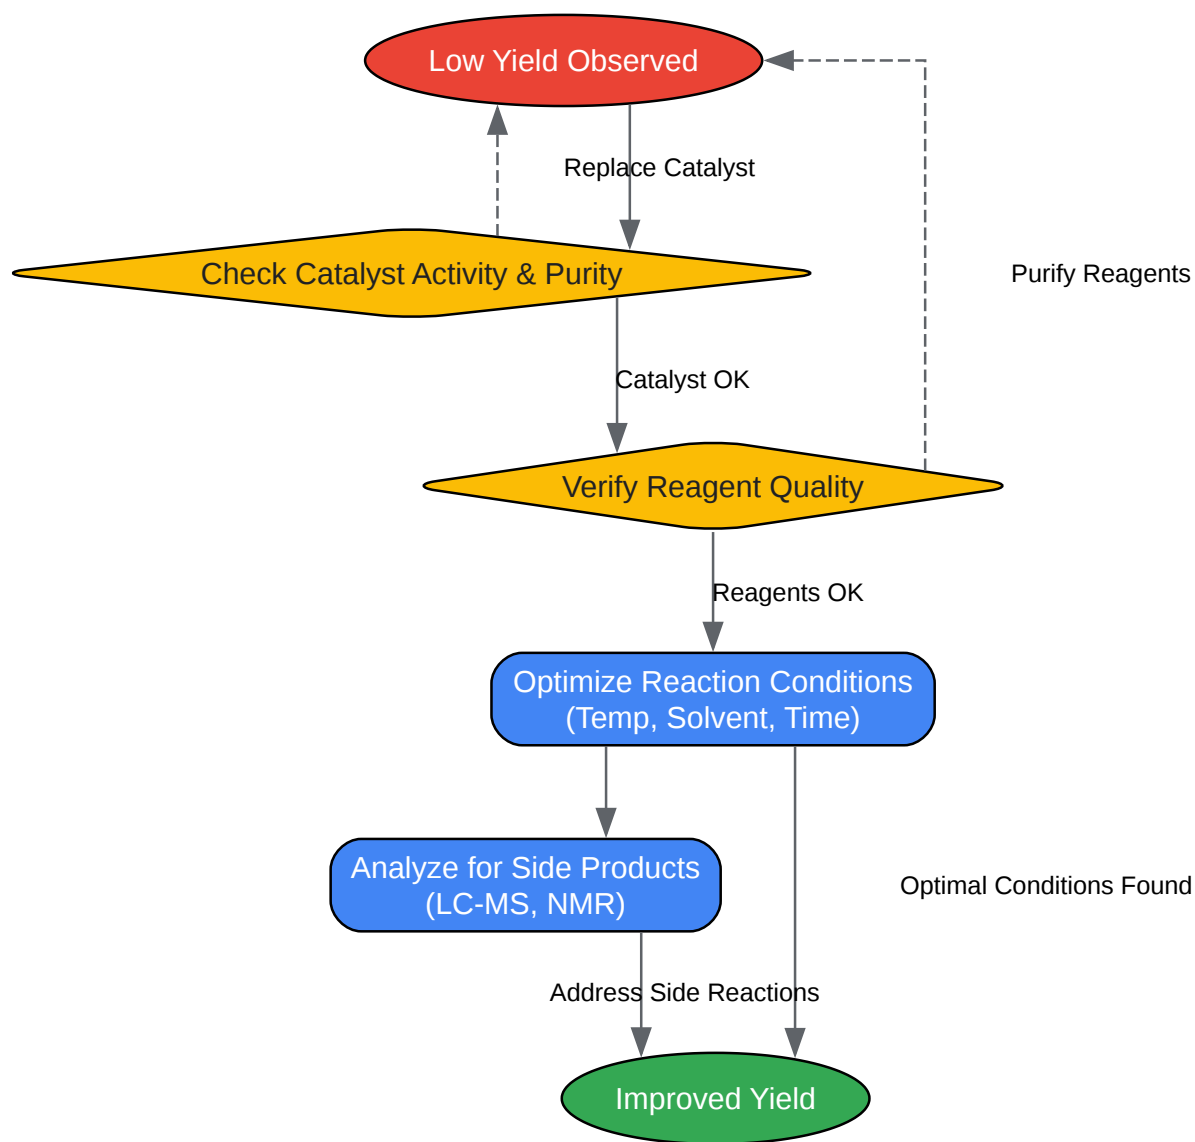 Low Yield Observed
Replace Catalyst
Check Catalyst Activity & Purity
Purify Reagents
Catalyst OK
Verify Reagent Quality
Reagents OK
Optimize Reaction Conditions
(Temp, Solvent, Time)
Analyze for Side Products
(LC-MS, NMR)
Optimal Conditions Found
Address Side Reactions
Improved Yield